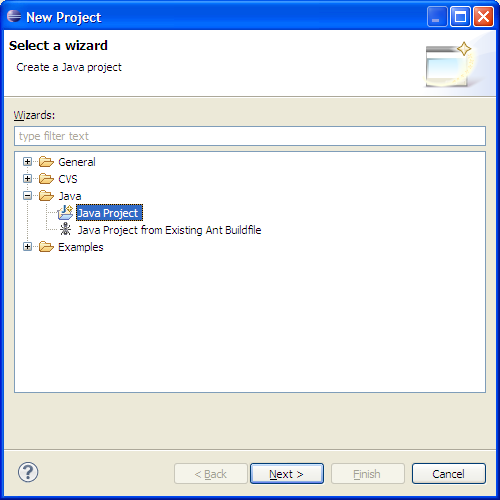 New Project
Select a wizard
Create a Java project
Wizards:
type filter text
General
CVS
Java
Java Project
Java Project from Existing Ant Buildfile
Examples
? < Back Next > Finish Cancel